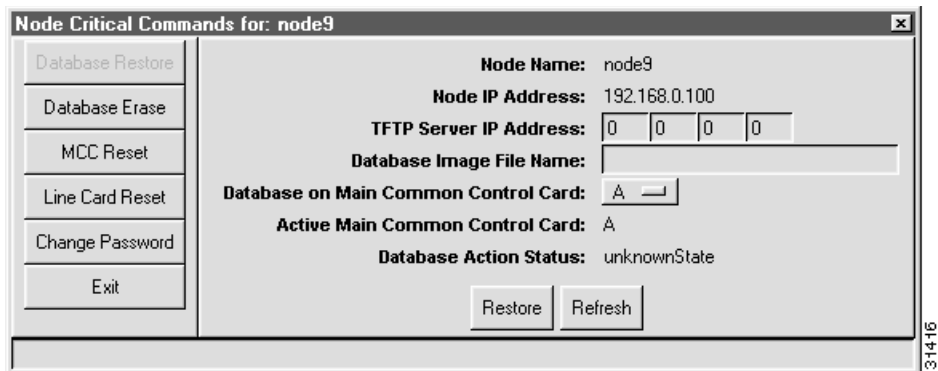 Node Critical Commands for: node9
Database Restore
Database Erase
MCC Reset
Line Card Reset
Change Password
Exit
Node Name: node9
Node IP Address: 192.168.0.100
TFTP Server IP Address: 0 0 0 0
Database Image File Name:
Database on Main Common Control Card: A
Active Main Common Control Card: A
Database Action Status: unknownState
Restore Refresh
31416